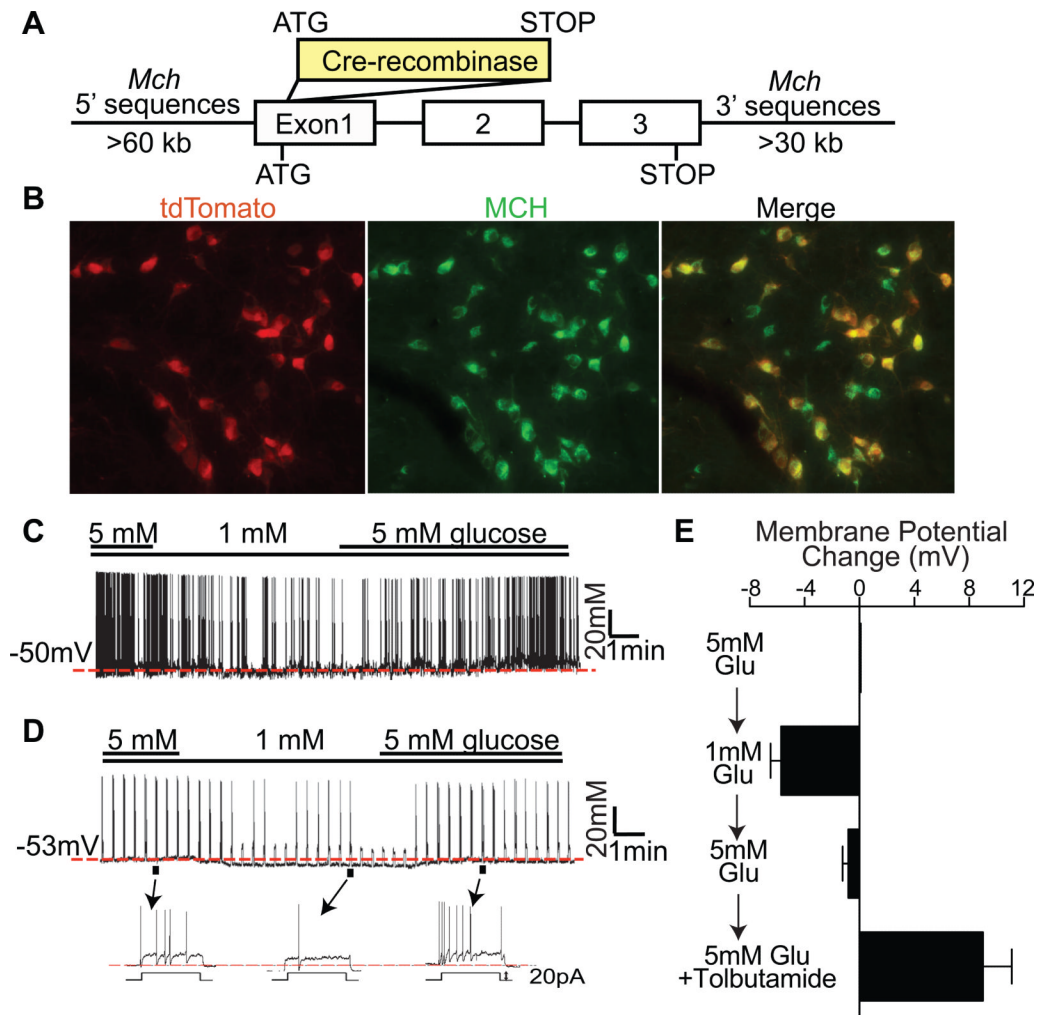 A
ATG
STOP
Cre-recombinase
Mch
5' sequences
>60 kb
Exon1
2
3
Mch
3' sequences
>30 kb
ATG
STOP
B
tdTomato
MCH
Merge
C
5 mM
1 mM
5 mM glucose
-50mV
20mM
1min
D
5 mM
1 mM
5 mM glucose
-53mV
20mM
1min
20pA
E
Membrane Potential
Change (mV)
-8 -4 0 4 8 12
5mM
Glu
1mM
Glu
5mM
Glu
5mM Glu
+Tolbutamide